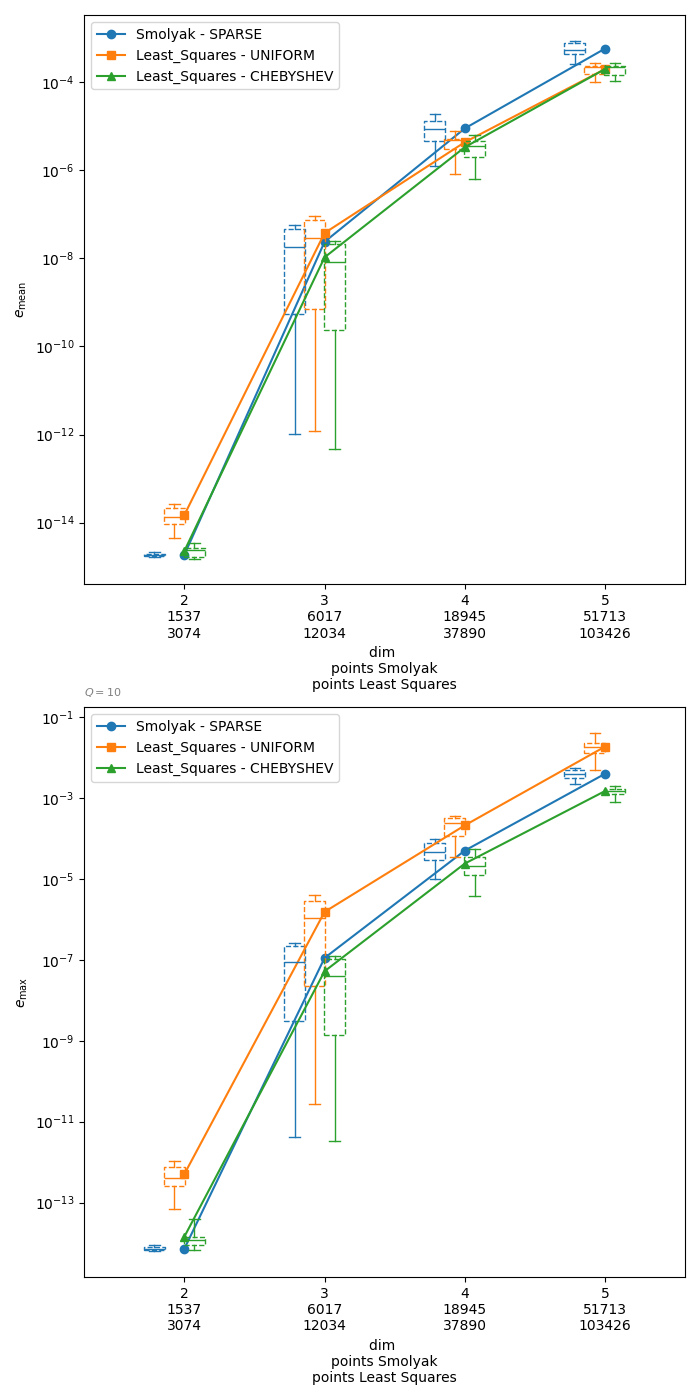 Smolyak - SPARSE
Least_Squares - UNIFORM
Least_Squares - CHEBYSHEV
e_mean
10^−4
10^−6
10^−8
10^−10
10^−12
10^−14
2 3 4 5
1537 6017 18945 51713
3074 12034 37890 103426
dim
points Smolyak
points Least Squares
Q = 10
Smolyak - SPARSE
Least_Squares - UNIFORM
Least_Squares - CHEBYSHEV
e_max
10^−1
10^−3
10^−5
10^−7
10^−9
10^−11
10^−13
2 3 4 5
1537 6017 18945 51713
3074 12034 37890 103426
dim
points Smolyak
points Least Squares